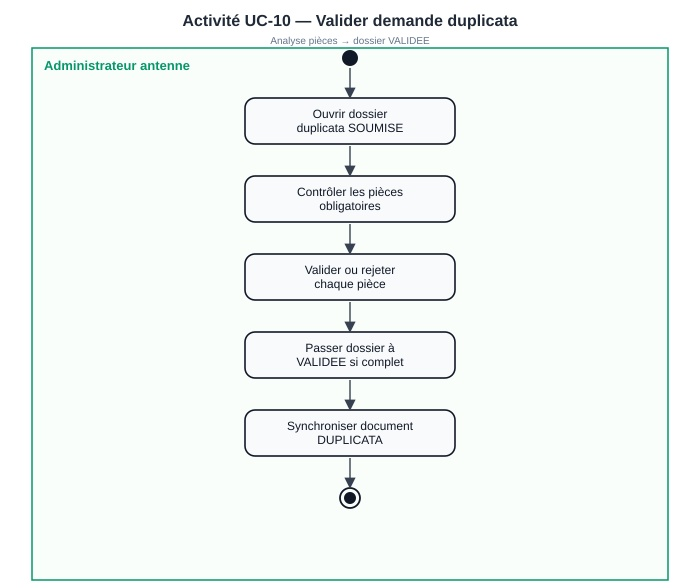 Activité UC-10 — Valider demande duplicata
Analyse pièces → dossier VALIDEE
Administrateur antenne
Ouvrir dossier
duplicata SOUMISE
Contrôler les pièces
obligatoires
Valider ou rejeter
chaque pièce
Passer dossier à
VALIDEE si complet
Synchroniser document
DUPLICATA